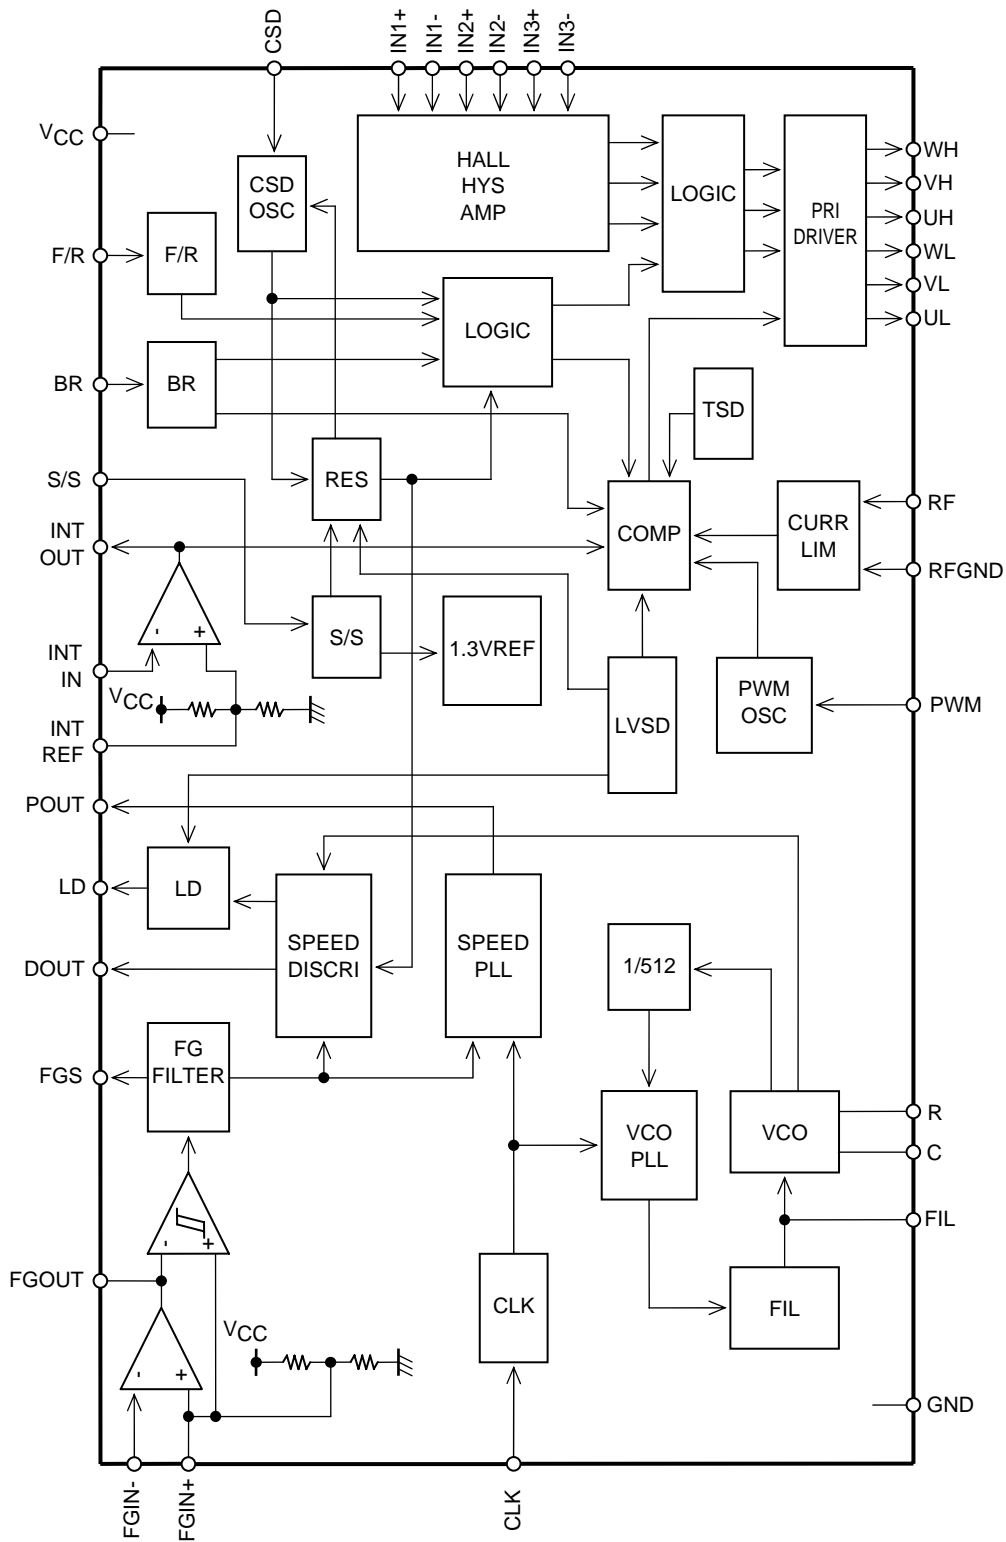 CSD
IN1+
IN1-
IN2+
IN2-
IN3+
IN3-
VCC
F/R
BR
S/S
INT
OUT
INT
IN
INT
REF
POUT
LD
DOUT
FGS
FGOUT
FGIN-
FGIN+
CLK
WH
VH
UH
WL
VL
UL
RF
RFGND
PWM
R
C
FIL
GND
CSD
OSC
HALL
HYS
AMP
LOGIC
PRI
DRIVER
F/R
LOGIC
BR
TSD
RES
COMP
CURR
LIM
- +
S/S
1.3VREF
VCC
LVSD
PWM
OSC
LD
SPEED
DISCRI
SPEED
PLL
1/512
FG
FILTER
VCO
PLL
VCO
- +
CLK
FIL
- +
VCC